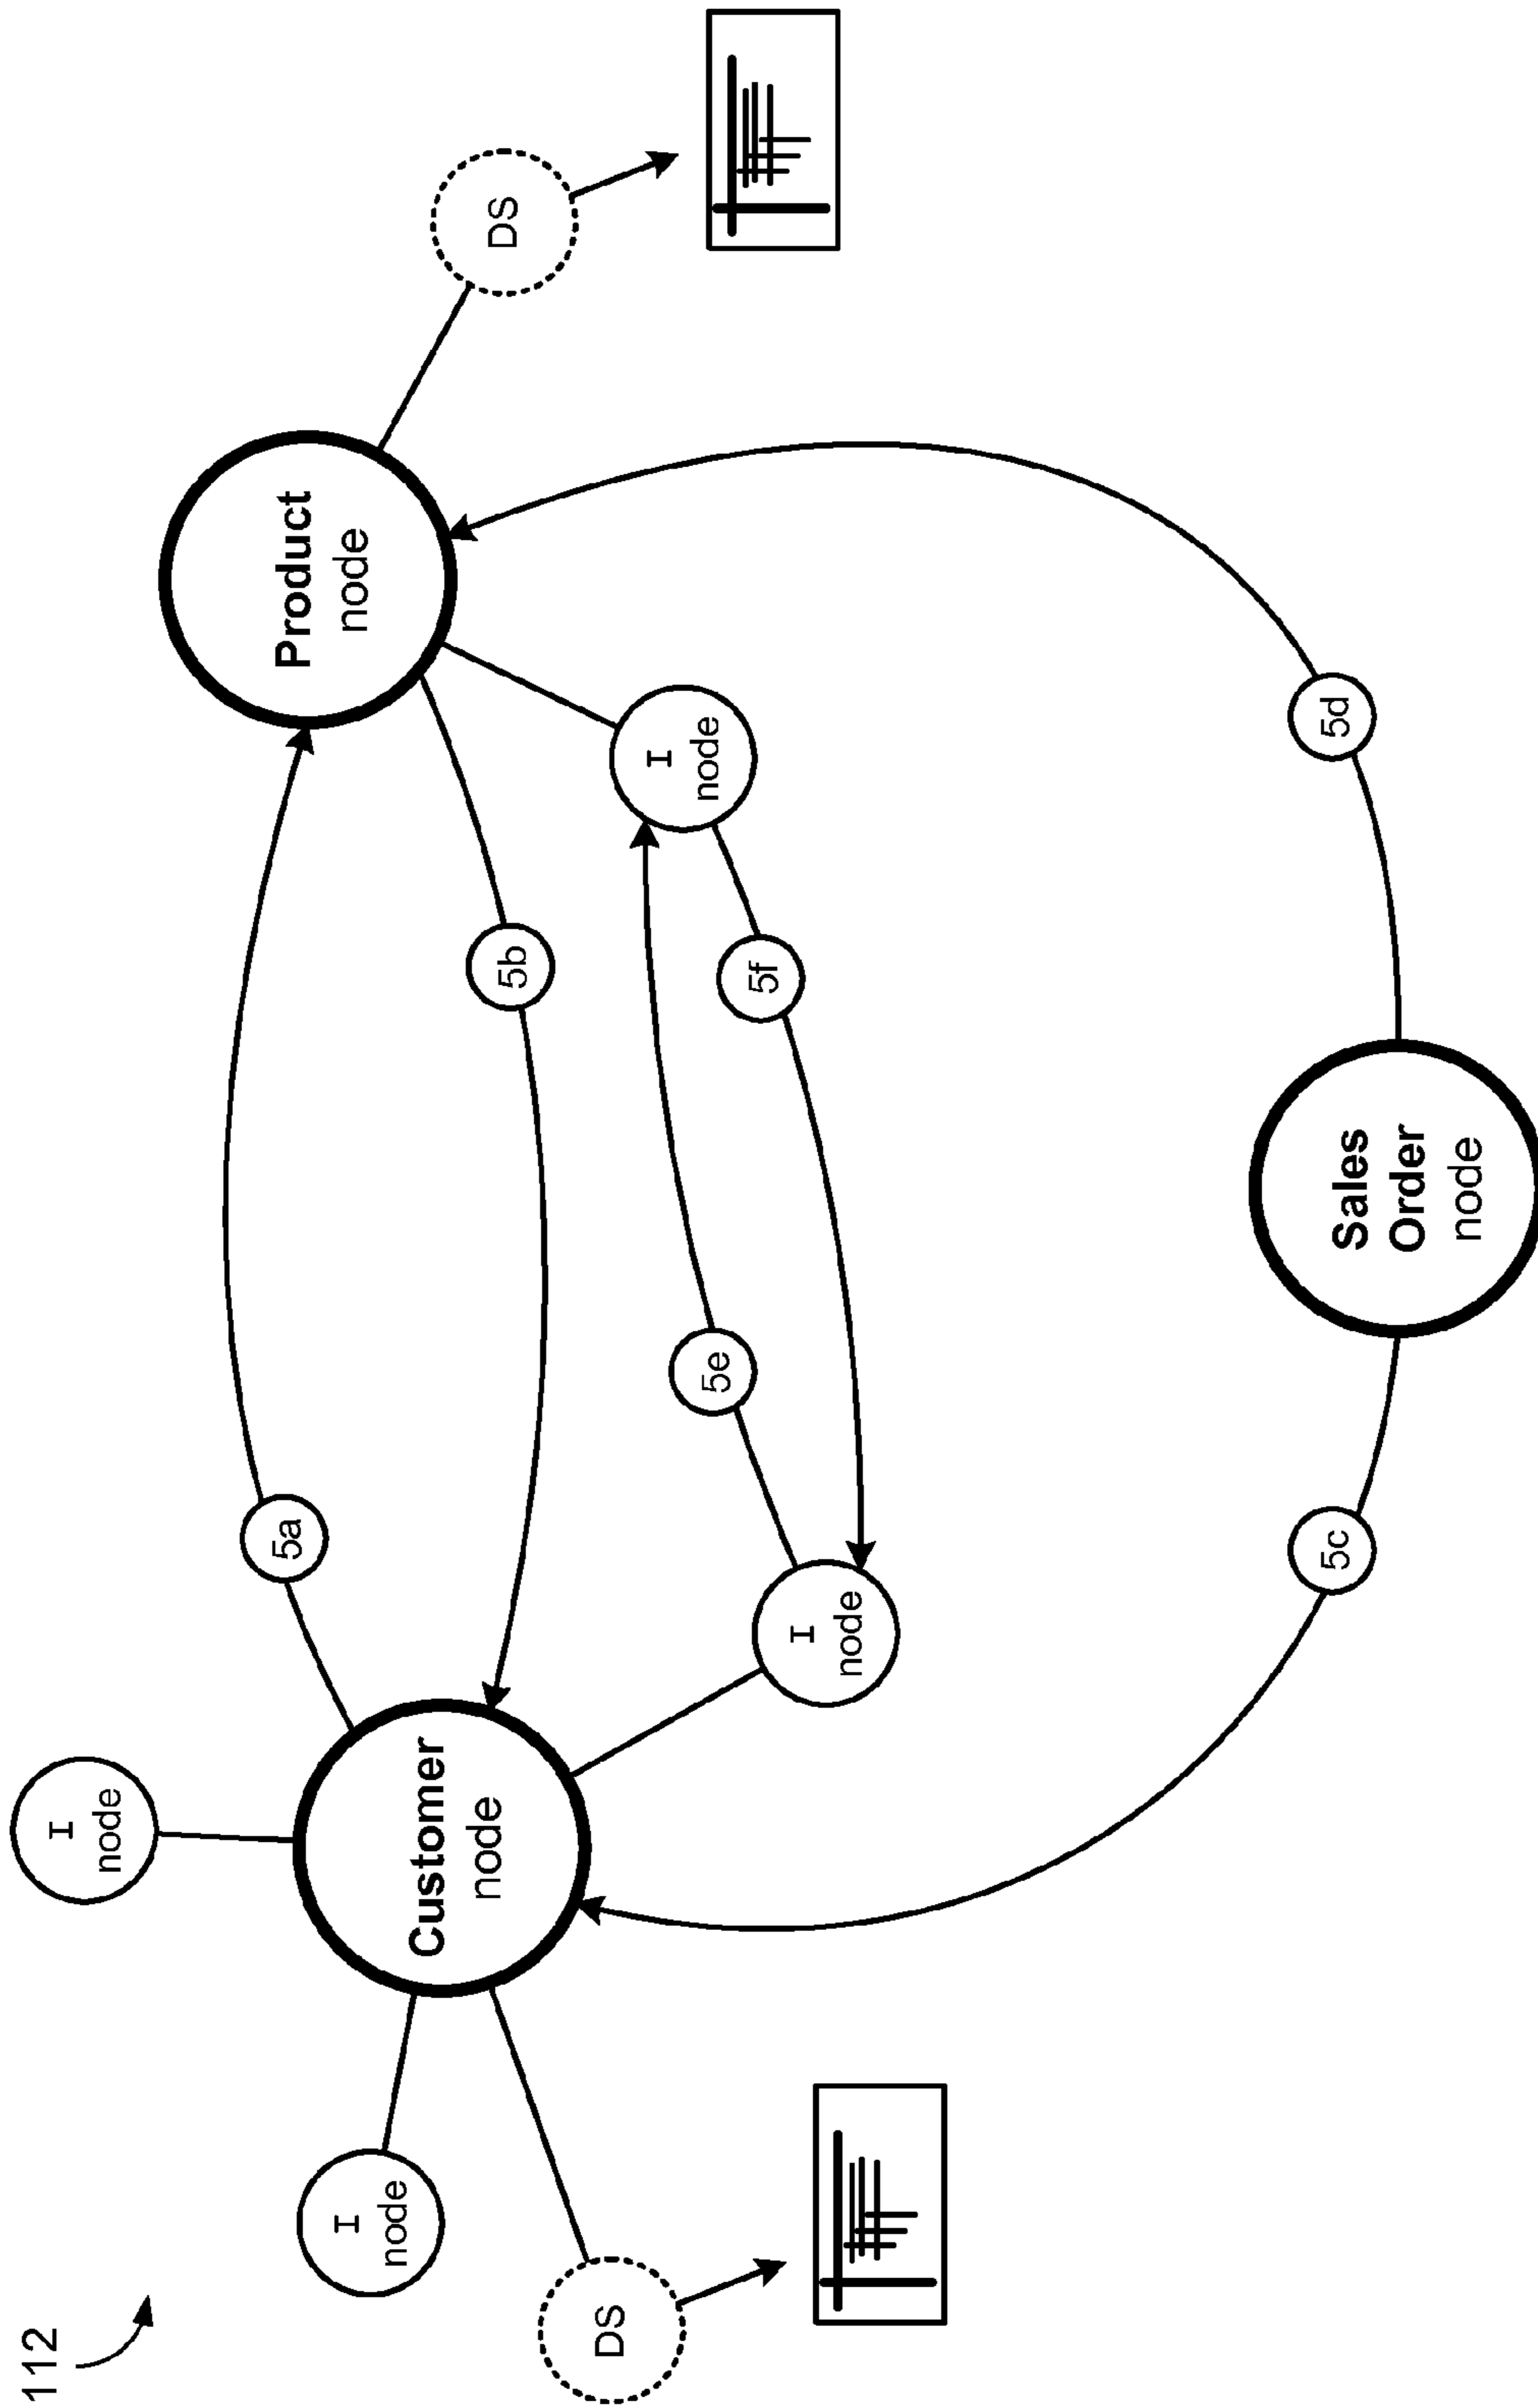 112
I
node
I
node
DS
Customer
node
5a
5b
Product
node
DS
I
node
5e
I
node
5f
5c
5d
Sales
Order
node